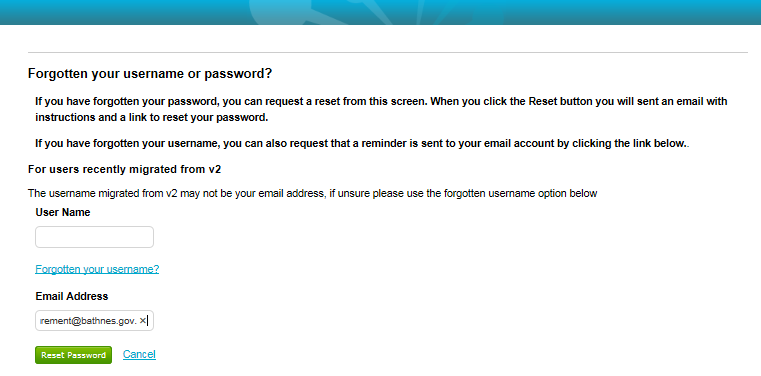 Forgotten your username or password?
If you have forgotten your password, you can request a reset from this screen. When you click the Reset button you will sent an email with
instructions and a link to reset your password.
If you have forgotten your username, you can also request that a reminder is sent to your email account by clicking the link below..
For users recently migrated from v2
The username migrated from v2 may not be your email address, if unsure please use the forgotten username option below
User Name
Forgotten your username?
Email Address
rement@bathnes.gov.
Reset Password Cancel